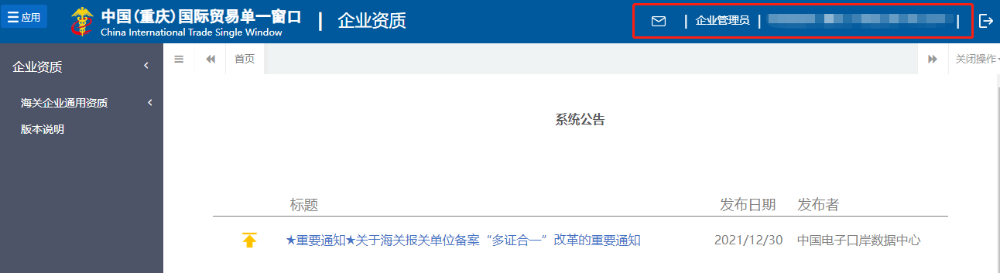 应用
中国(重庆)国际贸易单一窗口 | 企业资质
China International Trade Single Window
| 企业管理员 | |
企业资质
首页
关闭操作
海关企业通用资质
版本说明
系统公告
标题 发布日期 发布者
★重要通知★关于海关报关单位备案“多证合一”改革的重要通知 2021/12/30 中国电子口岸数据中心